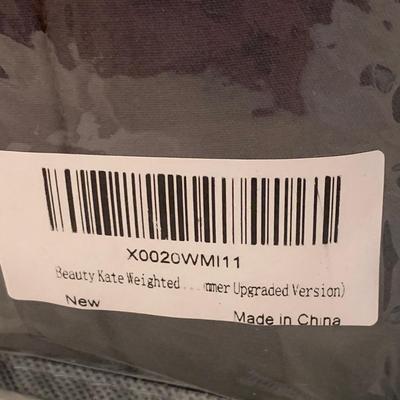 X0020WMI11
Beauty Kate Weighted ...mmer Upgraded Version)
New
Made in China